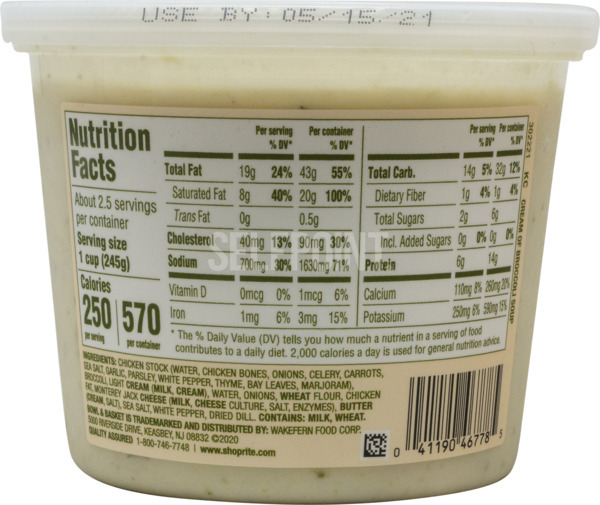 USE BY: 05/15/21
Nutrition
Facts
About 2.5 servings
per container
Serving size
1 cup (245g)
Calories
250 570
per serving per container
Per serving Per container
% DV* % DV*
Total Fat 19g 24% 43g 55%
Saturated Fat 8g 40% 20g 100%
Trans Fat 0g 0.5g
Cholesterol 40mg 13% 90mg 30%
Sodium 700mg 30% 1630mg 71%
Vitamin D 0mcg 0% 1mcg 6%
Iron 1mg 6% 3mg 15%
Per serving Per container
% DV* % DV*
Total Carb. 14g 5% 32g 12%
Dietary Fiber 1g 4% 1g 4%
Total Sugars 2g 6g
Incl. Added Sugars 0g 0% 0g 0%
Protein 6g 14g
Calcium 110mg 8% 260mg 20%
Potassium 250mg 6% 590mg 15%
* The % Daily Value (DV) tells you how much a nutrient in a serving of food
contributes to a daily diet. 2,000 calories a day is used for general nutrition advice.
302221 KC CREAM OF BROCCOLI SOUP
INGREDIENTS: CHICKEN STOCK (WATER, CHICKEN BONES, ONIONS, CELERY, CARROTS,
SEA SALT, GARLIC, PARSLEY, WHITE PEPPER, THYME, BAY LEAVES, MARJORAM),
BROCCOLI, LIGHT CREAM (MILK, CREAM), WATER, ONIONS, WHEAT FLOUR, CHICKEN
FAT, MONTEREY JACK CHEESE (MILK, CHEESE CULTURE, SALT, ENZYMES), BUTTER
(CREAM, SALT), SEA SALT, WHITE PEPPER, DRIED DILL. CONTAINS: MILK, WHEAT.
BOWL & BASKET IS TRADEMARKED AND DISTRIBUTED BY: WAKEFERN FOOD CORP.
5000 RIVERSIDE DRIVE, KEASBEY, NJ 08832 ©2020
QUALITY ASSURED 1-800-746-7748 | www.shoprite.com
0 41190 46778 5